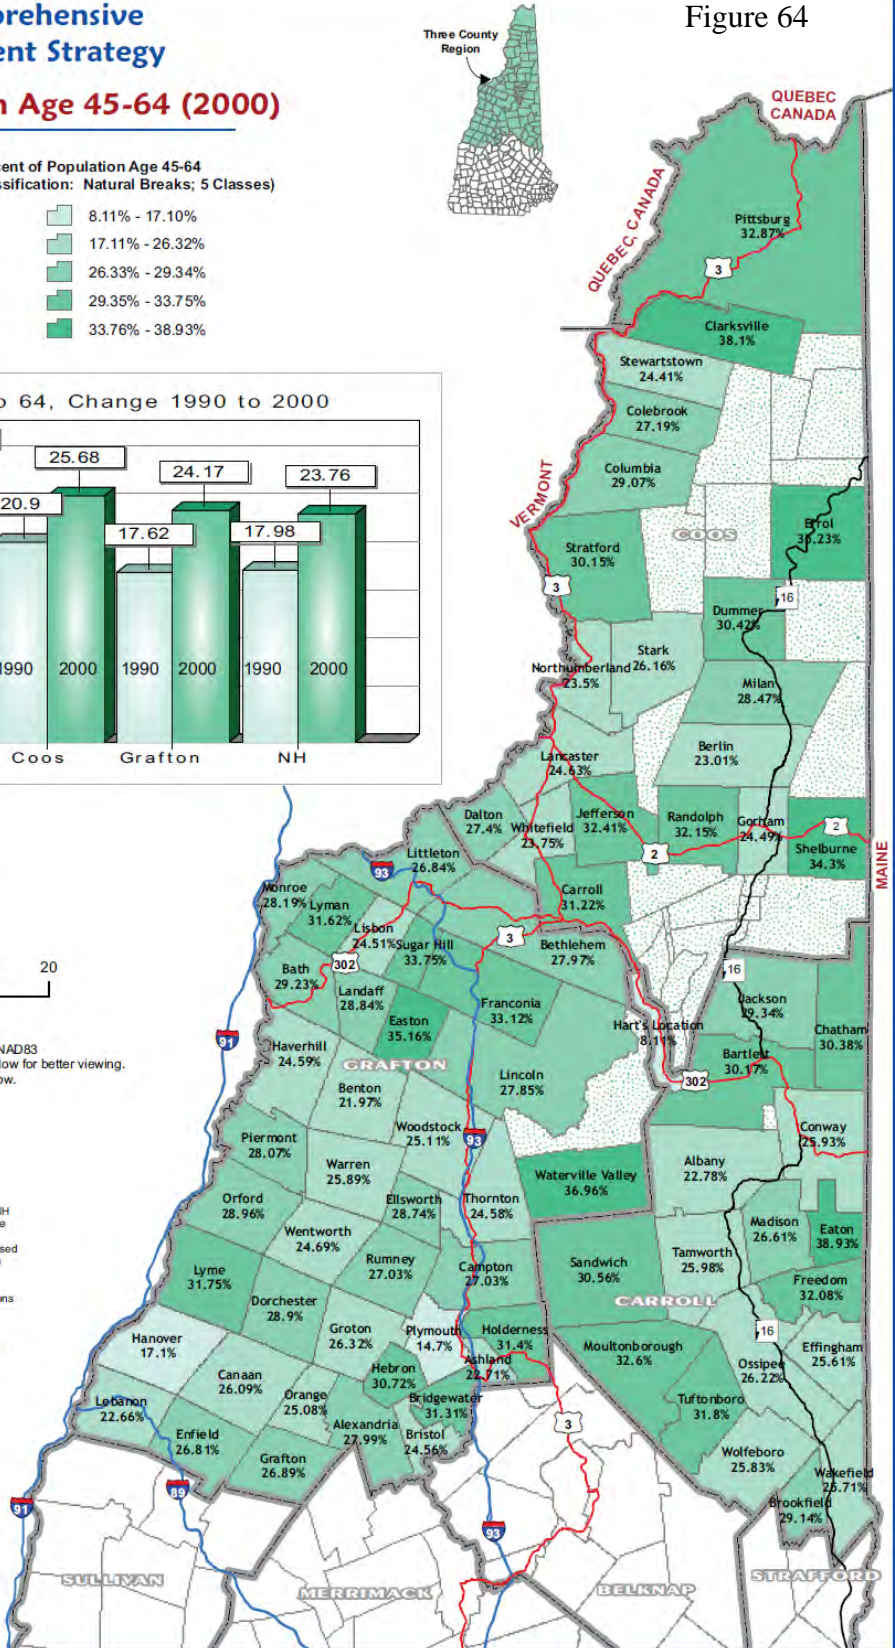 Figure 64
prehensive
ent Strategy
n Age 45-64 (2000)
Three County
Region
cent of Population Age 45-64
ssification: Natural Breaks; 5 Classes)
8.11% - 17.10%
17.11% - 26.32%
26.33% - 29.34%
29.35% - 33.75%
33.76% - 38.93%
o 64, Change 1990 to 2000
25.68
20.9
24.17
17.62
23.76
17.98
1990
2000
1990
2000
1990
2000
Coos
Grafton
NH
20
NAD83
low for better viewing.
ow.
NH
e
sed
ons
QUEBEC
CANADA
QUEBEC, CANADA
VERMONT
MAINE
Pittsburg
32.87%
3
Clarksville
38.1%
Stewartstown
24.41%
Colebrook
27.19%
Columbia
29.07%
COOS
Errol
Stratford
30.15%
3
16
Dummer
30.42%
Stark
26.16%
Northumberland
23.5%
Milan
28.47%
Berlin
23.01%
Lancaster
24.63%
Dalton
27.4%
Whitefield
23.75%
Jefferson
32.41%
Randolph
32.15%
Gorham
24.49%
2
Shelburne
34.3%
2
Littleton
26.84%
93
Carroll
31.22%
Monroe
28.19%
Lyman
31.62%
Lisbon
24.51%
Sugar Hill
33.75%
3
Bethlehem
27.97%
302
Bath
29.23%
Landaff
28.84%
Franconia
33.12%
16
Jackson
29.34%
Easton
35.16%
Hart's Location
8.11%
Chatham
30.38%
91
Haverhill
24.59%
GRAFTON
Bartlett
30.17%
302
Lincoln
27.85%
Benton
21.97%
Woodstock
25.11%
93
Conway
25.93%
Piermont
28.07%
Warren
25.89%
Waterville Valley
36.96%
Albany
22.78%
Orford
28.96%
Ellsworth
28.74%
Thornton
24.58%
Madison
26.61%
Eaton
38.93%
Wentworth
24.69%
Rumney
27.03%
Campton
27.03%
Sandwich
30.56%
Tamworth
25.98%
Freedom
32.08%
CARROLL
Lyme
31.75%
Dorchester
28.9%
Hanover
17.1%
Groton
26.32%
Plymouth
14.7%
Holderness
31.4%
Moultonborough
32.6%
16
Effingham
25.61%
Ossipee
26.22%
Ashland
22.71%
Canaan
26.09%
Hebron
30.72%
Orange
25.08%
Bridgewater
31.31%
Tuftonboro
31.8%
Lebanon
22.66%
Enfield
26.81%
Alexandria
27.99%
Bristol
24.56%
3
Grafton
26.89%
Wolfeboro
25.83%
Wakefield
Brookfield
29.14%
91
89
93
SULLIVAN
MERRIMACK
BELKNAP
STRAFFORD